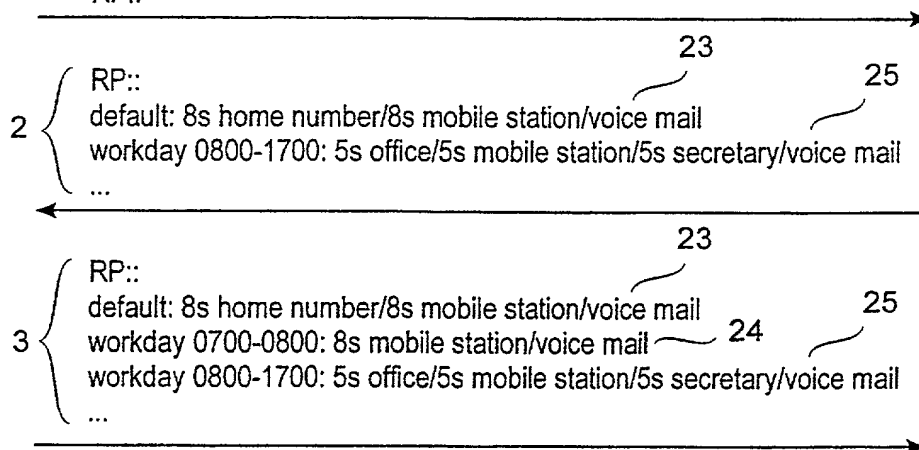 23
25
2
RP::
default: 8s home number/8s mobile station/voice mail
workday 0800-1700: 5s office/5s mobile station/5s secretary/voice mail
...
23
25
3
RP::
default: 8s home number/8s mobile station/voice mail
workday 0700-0800: 8s mobile station/voice mail 24
workday 0800-1700: 5s office/5s mobile station/5s secretary/voice mail
...